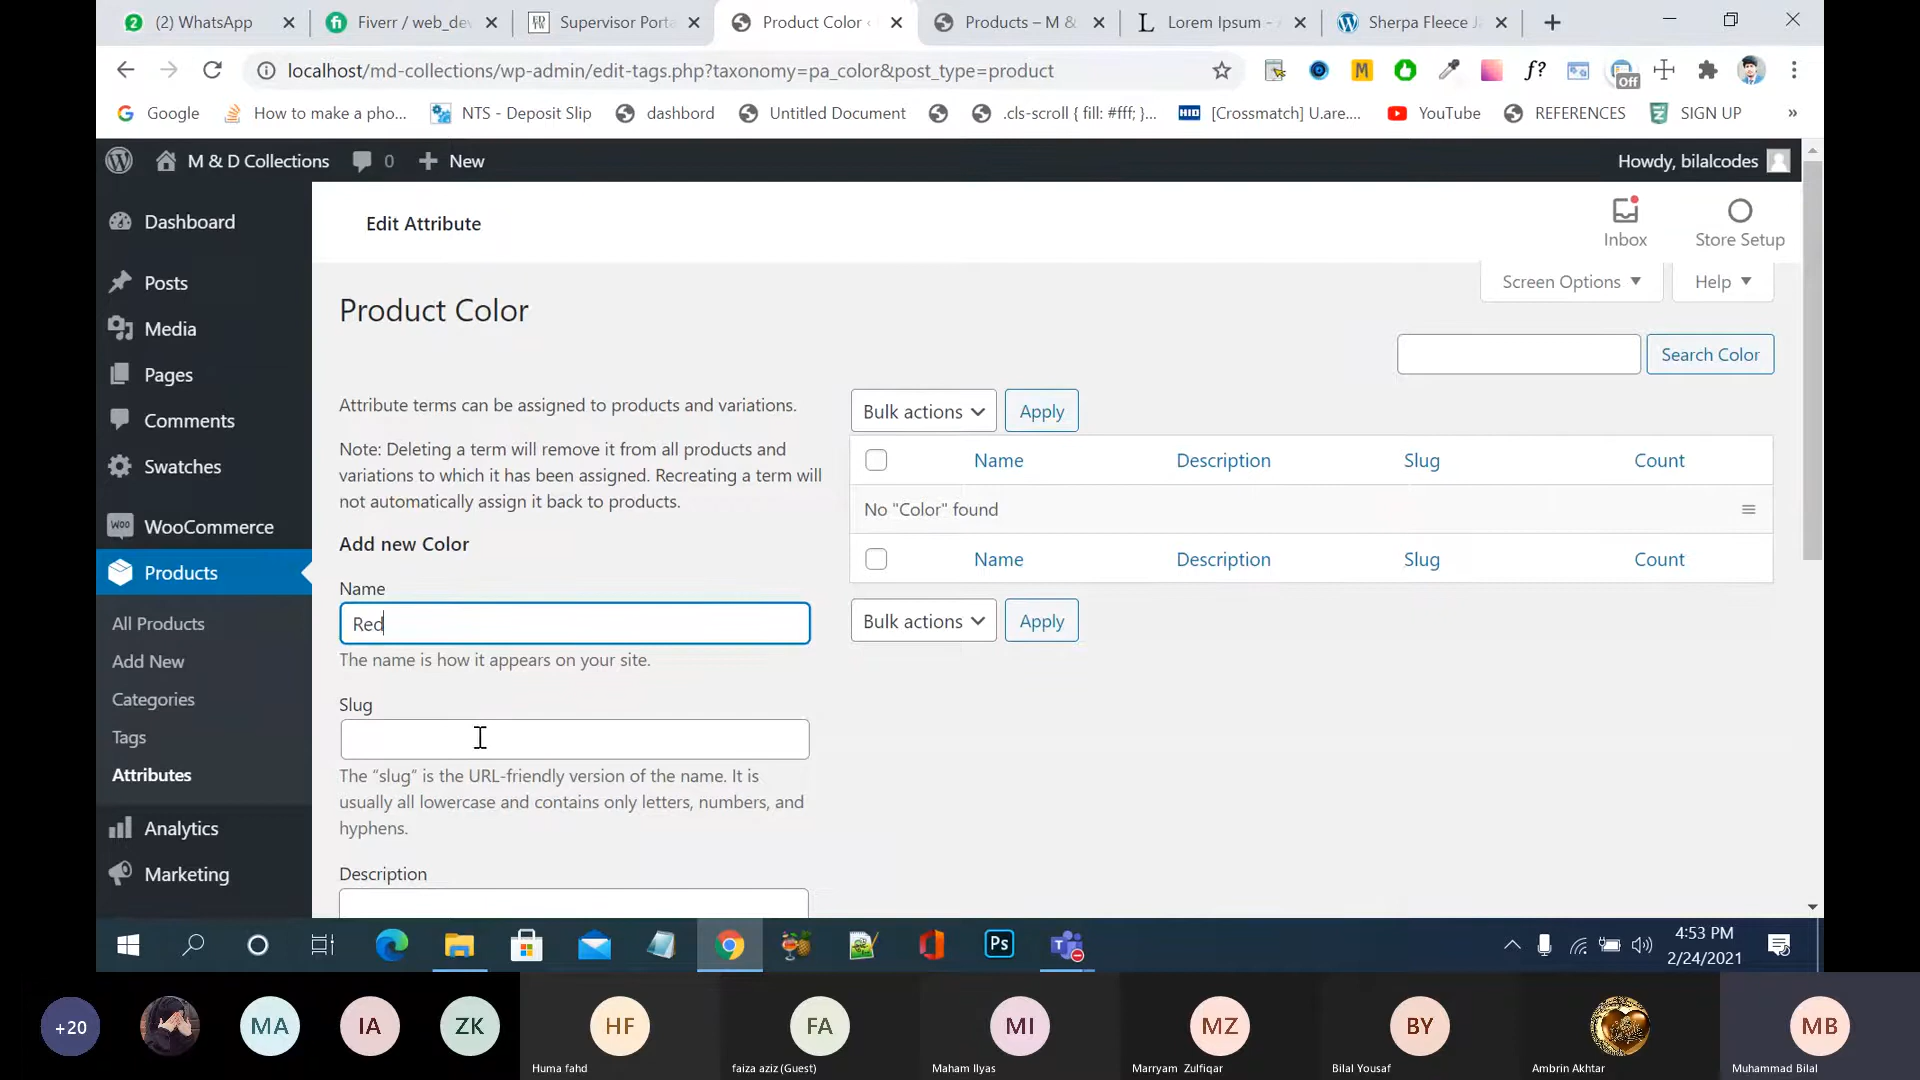 (2) WhatsApp
Fiverr / web_dev
Supervisor Porta
Product Color ‹
Products – M &
Lorem Ipsum -
Sherpa Fleece Ja
localhost/md-collections/wp-admin/edit-tags.php?taxonomy=pa_color&post_type=product
M
f?
Off
Google
How to make a pho...
NTS - Deposit Slip
dashbord
Untitled Document
.cls-scroll { fill: #fff; }...
HID
[Crossmatch] U.are....
YouTube
REFERENCES
SIGN UP
»
M & D Collections
0
New
Howdy, bilalcodes
Dashboard
Posts
Media
Pages
Comments
Swatches
WooCommerce
Products
All Products
Add New
Categories
Tags
Attributes
Analytics
Marketing
Edit Attribute
Inbox
Store Setup
Screen Options
Help
Product Color
Search Color
Attribute terms can be assigned to products and variations.
Note: Deleting a term will remove it from all products and
variations to which it has been assigned. Recreating a term will
not automatically assign it back to products.
Add new Color
Name
Red
The name is how it appears on your site.
Slug
The “slug” is the URL-friendly version of the name. It is
usually all lowercase and contains only letters, numbers, and
hyphens.
Description
Bulk actions
Apply
Name Description Slug Count
No "Color" found
Name Description Slug Count
Bulk actions
Apply
Ps
4:53 PM
2/24/2021
+20
MA
IA
ZK
HF
Huma fahd
FA
faiza aziz (Guest)
MI
Maham Ilyas
MZ
Marryam Zulfiqar
BY
Bilal Yousaf
Ambrin Akhtar
MB
Muhammad Bilal